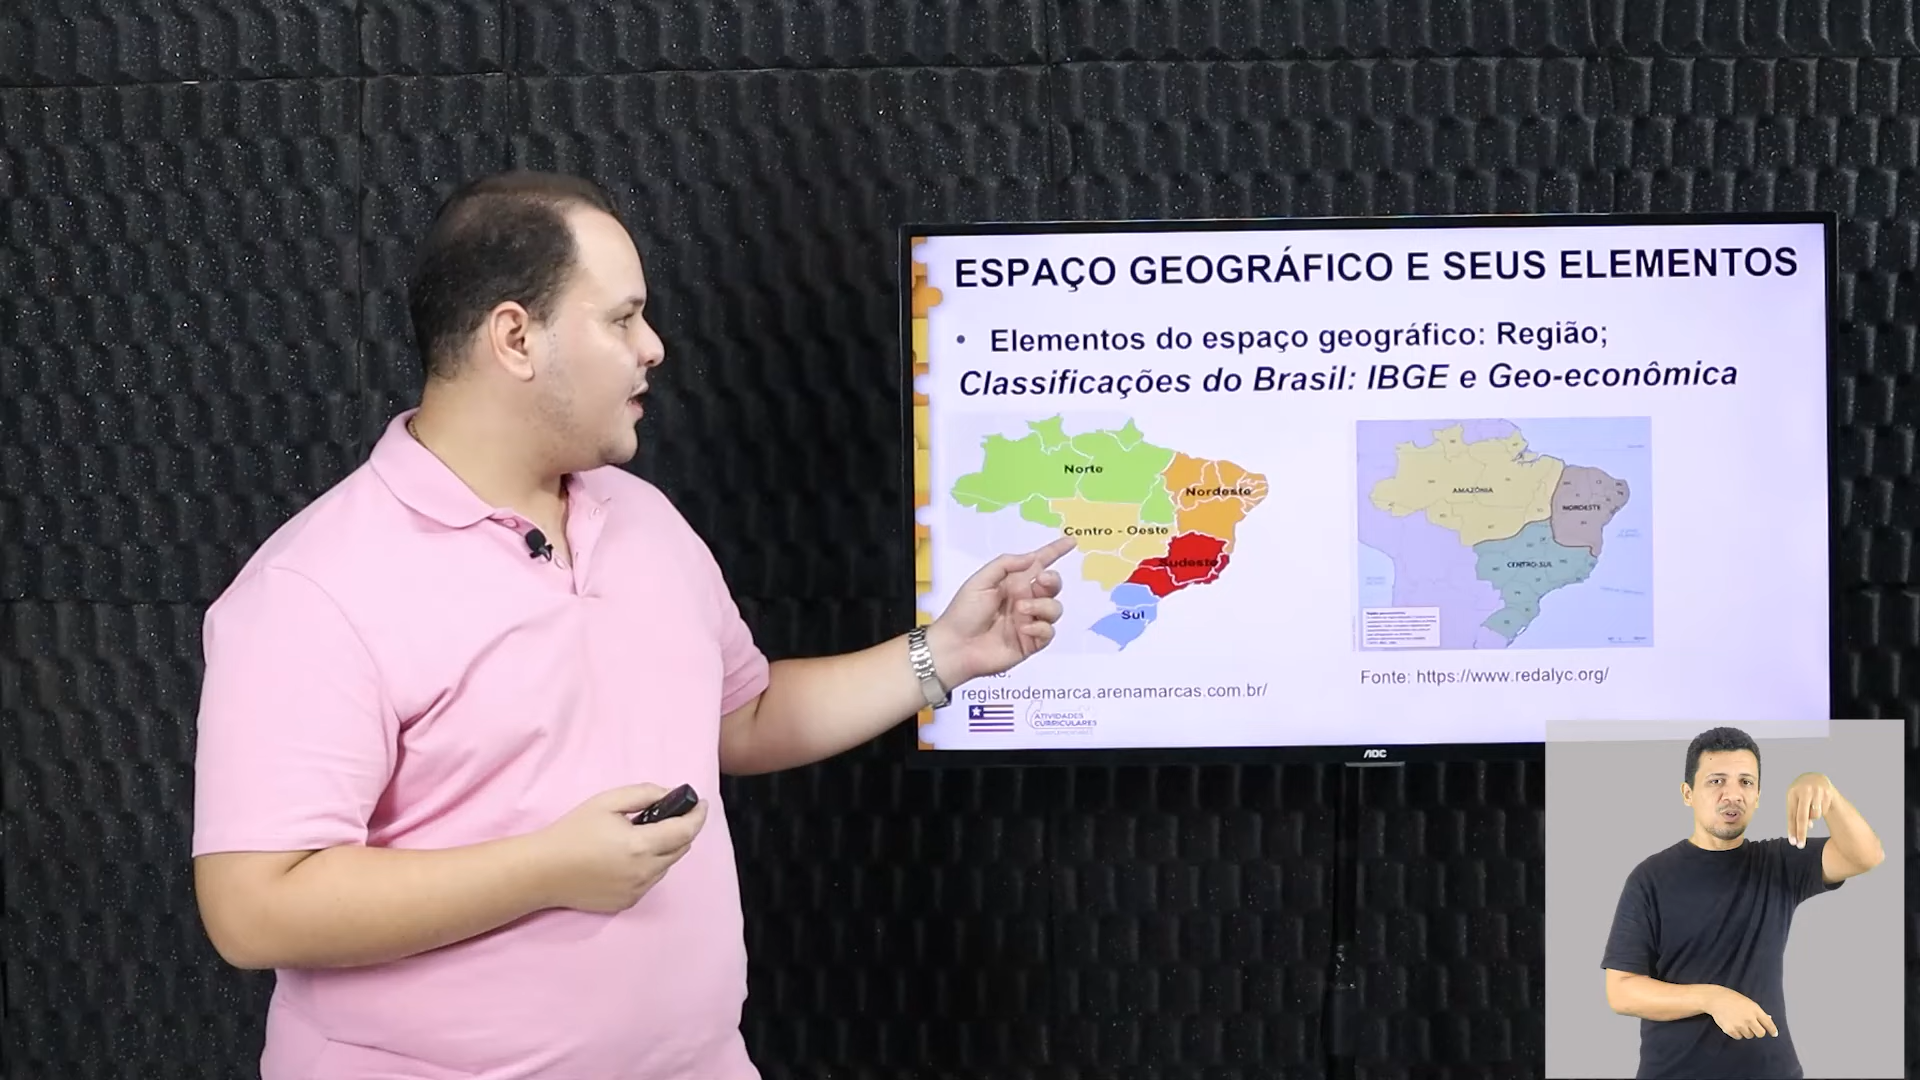 ESPAÇO GEOGRÁFICO E SEUS ELEMENTOS
• Elementos do espaço geográfico: Região;
Classificações do Brasil: IBGE e Geo-econômica
Norte
Nordeste
Centro - Oeste
Sudeste
Sul
AMAZÔNIA
NORDESTE
CENTRO-SUL
registrodemarca.arenamarcas.com.br/
Fonte: https://www.redalyc.org/
ATIVIDADES
CURRICULARES
COMPLEMENTARES
AOC